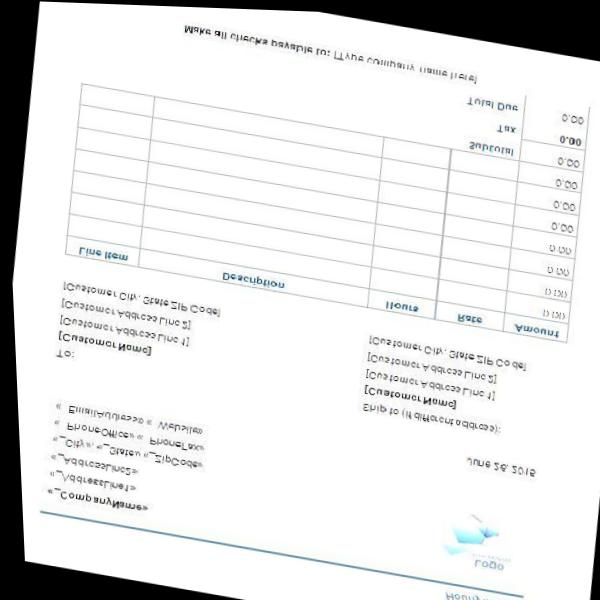 Logo
«_CompanyName»
«_AddressLine1»
«_AddressLine2»
«_City», «_State» «_ZipCode»
«_PhoneOffice» «_PhoneFax»
«_EmailAddress» «_Website»
June
To:
[Customer Name]
[Customer Address Line 1]
[Customer Address Line 2]
[Customer City, State ZIP Code]
Ship to (if different address):
[Customer Name]
[Customer Address Line 1]
[Customer Address Line 2]
[Customer City, State ZIP Code]
Line Item Description Hours Rate Amount
0.00
0.00
0.00
0.00
0.00
0.00
0.00
Subtotal 0.00
Tax 0.00
Total Due 0.00
Make all checks payable to: [Type company name here]